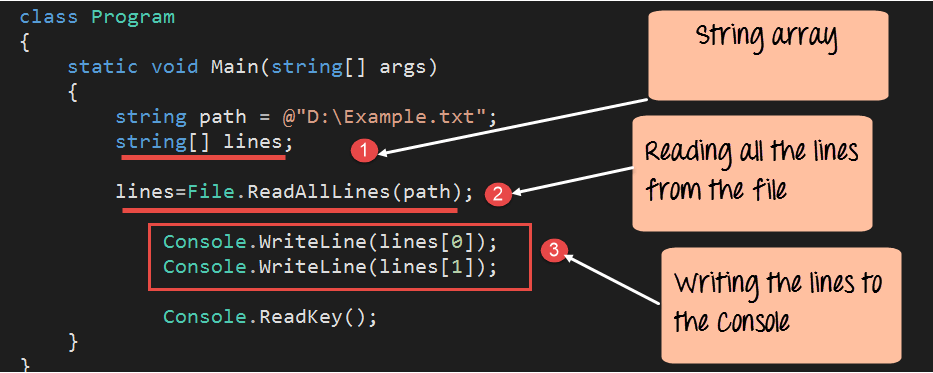 class Program
{
static void Main(string[] args)
{
string path = @"D:\Example.txt";
string[] lines;
lines=File.ReadAllLines(path);
Console.WriteLine(lines[0]);
Console.WriteLine(lines[1]);
Console.ReadKey();
}
}
String array
1
Reading all the lines
from the file
2
Writing the lines to
the Console
3